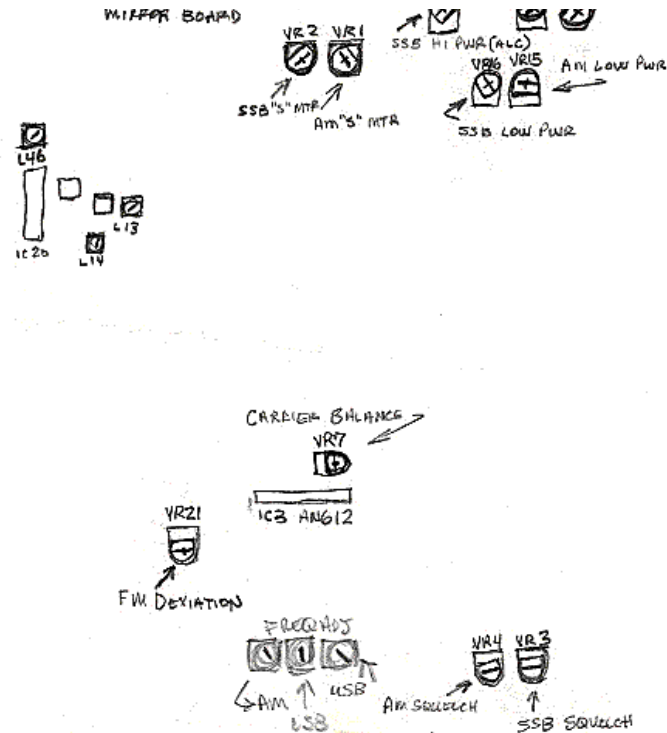 MIRROR BOARD
VR2 VR1
SSB HI PWR(ALC)
VR16 VR15
AM LOW PWR
SSB "S" MTR
AM "S" MTR
SSB LOW PWR
L46
L13
IC20
L14
CARRIER BALANCE
VR7
VR21
IC3 AN612
FM DEVIATION
FREQ ADJ
VR4 VR3
AM
USB
LSB
AM SQUELCH
SSB SQUELCH